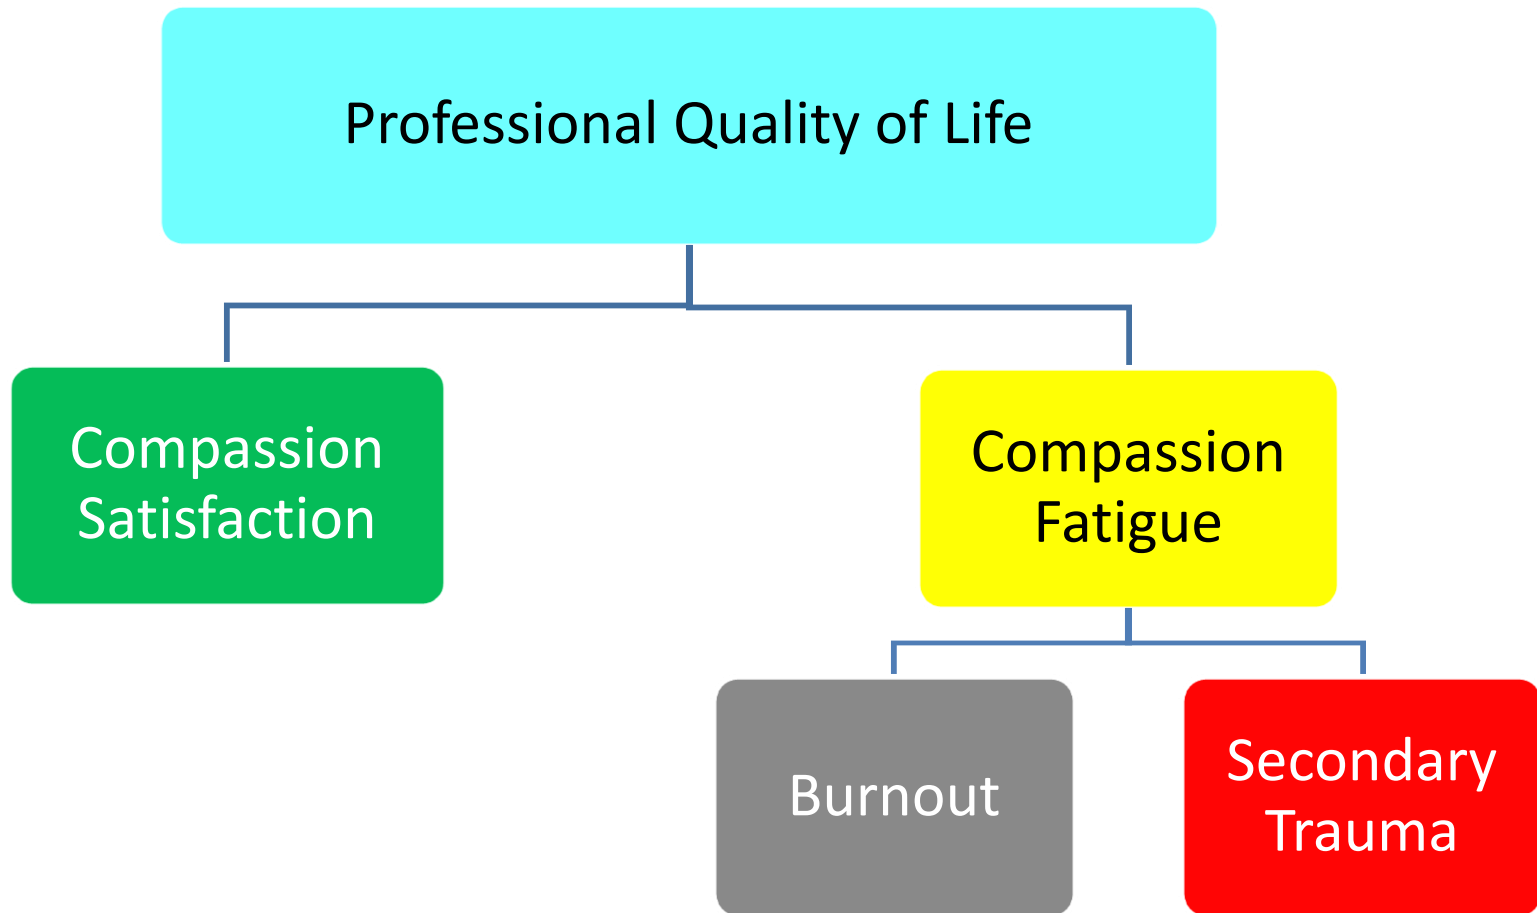 Professional Quality of Life
Compassion
Satisfaction
Compassion
Fatigue
Burnout
Secondary
Trauma